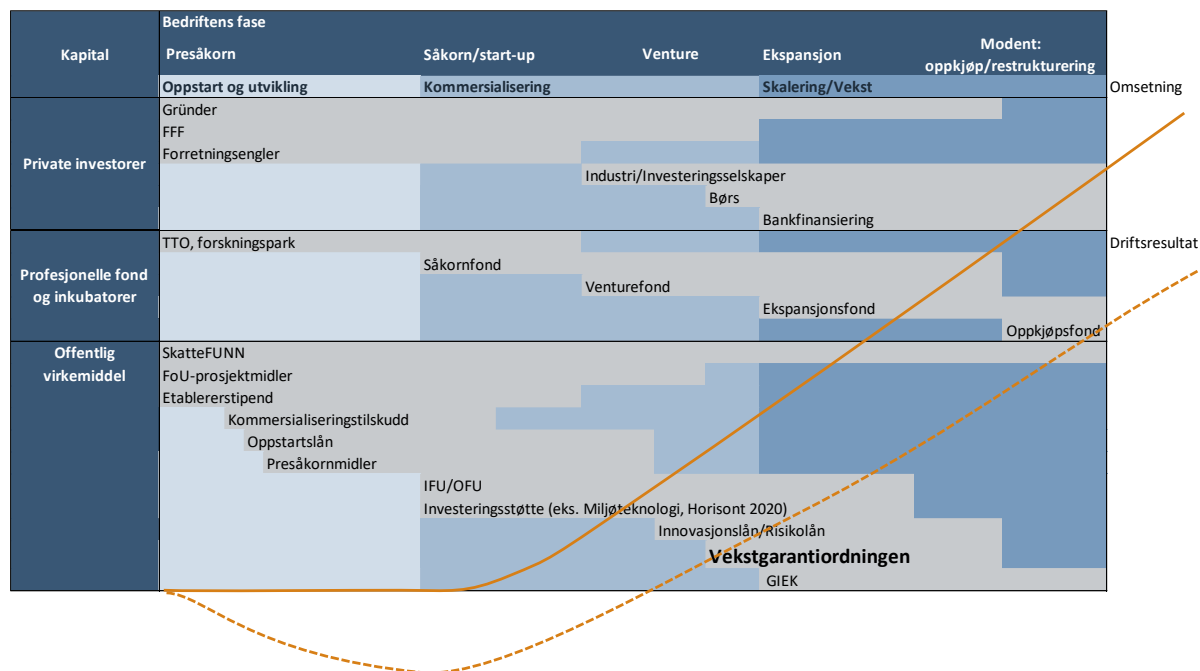 Kapital
Bedriftens fase
Presåkorn
Såkorn/start-up
Venture
Ekspansjon
Modent:
oppkjøp/restrukturering
Oppstart og utvikling
Kommersialisering
Skalering/Vekst
Omsetning
Private investorer
Gründer
FFF
Forretningsengler
Industri/Investeringsselskaper
Børs
Bankfinansiering
Profesjonelle fond
og inkubatorer
TTO, forskningspark
Driftsresultat
Såkornfond
Venturefond
Ekspansjonsfond
Oppkjøpsfond
Offentlig
virkemiddel
SkatteFUNN
FoU-prosjektmidler
Etablererstipend
Kommersialiseringstilskudd
Oppstartslån
Presåkornmidler
IFU/OFU
Investeringsstøtte (eks. Miljøteknologi, Horisont 2020)
Innovasjonslån/Risikolån
Vekstgarantiordningen
GIEK